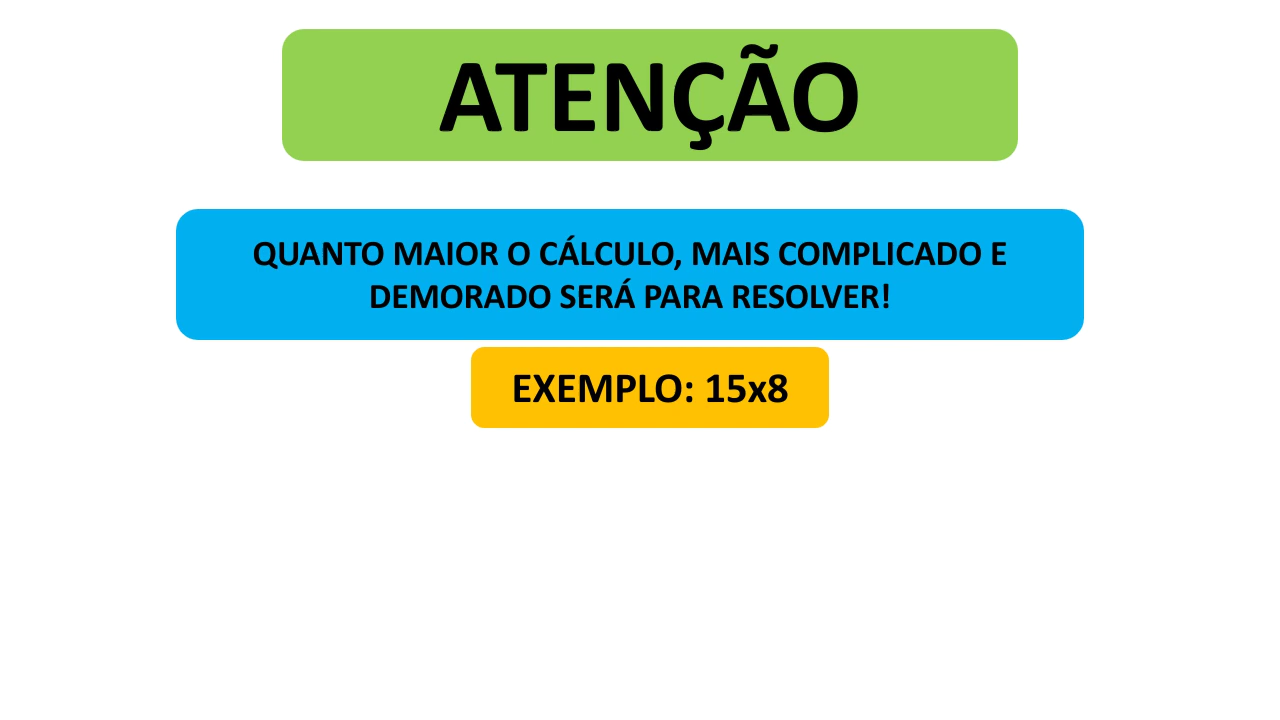 ATENÇÃO
QUANTO MAIOR O CÁLCULO, MAIS COMPLICADO E
DEMORADO SERÁ PARA RESOLVER!
EXEMPLO: 15x8